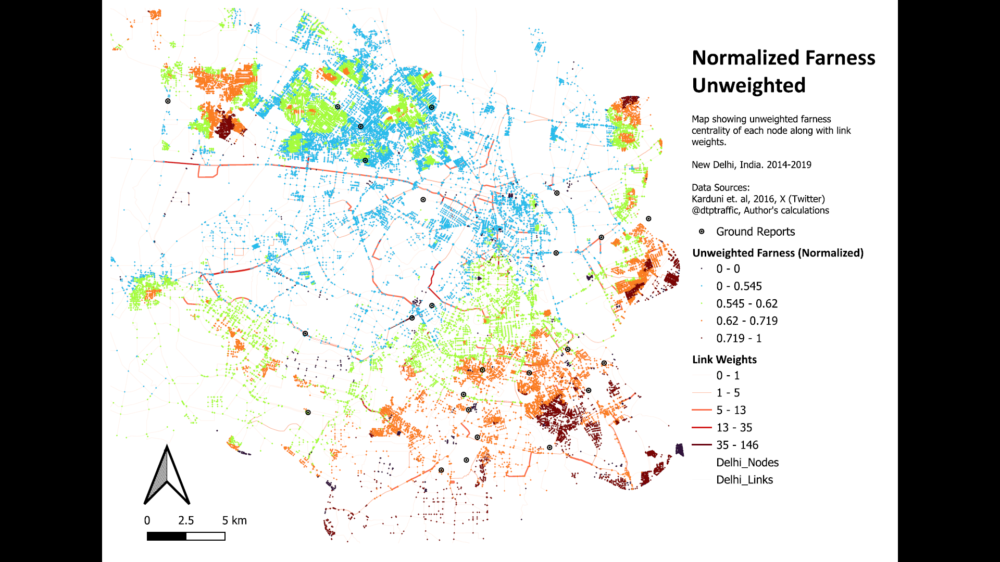 Normalized Farness
Unweighted
Map showing unweighted farness
centrality of each node along with link
weights.
New Delhi, India. 2014-2019
Data Sources:
Karduni et. al, 2016, X (Twitter)
@dtptraffic, Author's calculations
Ground Reports
Unweighted Farness (Normalized)
0 - 0
0 - 0.545
0.545 - 0.62
0.62 - 0.719
0.719 - 1
Link Weights
0 - 1
1 - 5
5 - 13
13 - 35
35 - 146
Delhi_Nodes
Delhi_Links
0 2.5 5 km